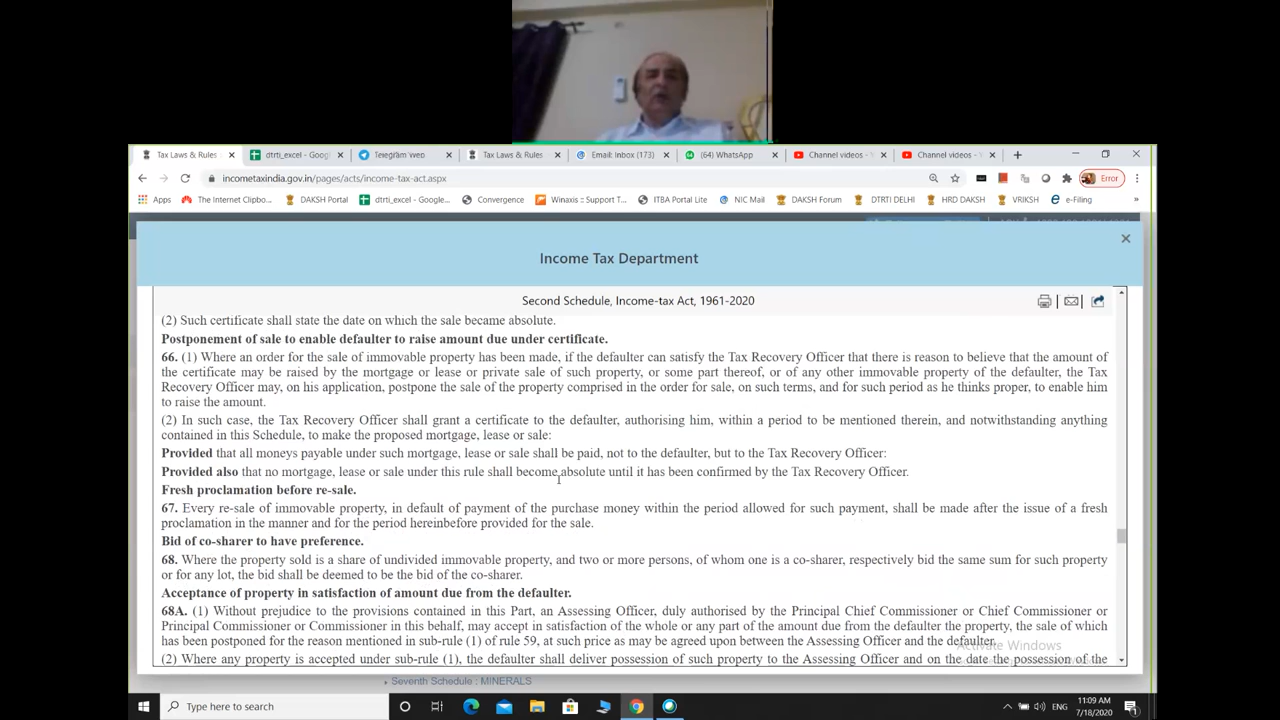 Tax Laws & Rules
dtrti_excel - Goog
Telegram Web
Tax Laws & Rules
Email: Inbox (173)
(64) WhatsApp
Channel videos - Y
Channel videos - Y
incometaxindia.gov.in/pages/acts/income-tax-act.aspx
Error
Apps
The Internet Clipbo...
DAKSH Portal
dtrti_excel - Google...
Convergence
Winaxis :: Support T...
ITBA Portal Lite
NIC Mail
DAKSH Forum
DTRTI DELHI
HRD DAKSH
VRIKSH
e-Filing
Income Tax Department
Second Schedule, Income-tax Act, 1961-2020
(2) Such certificate shall state the date on which the sale became absolute.
Postponement of sale to enable defaulter to raise amount due under certificate.
66. (1) Where an order for the sale of immovable property has been made, if the defaulter can satisfy the Tax Recovery Officer that there is reason to believe that the amount of
the certificate may be raised by the mortgage or lease or private sale of such property, or some part thereof, or of any other immovable property of the defaulter, the Tax
Recovery Officer may, on his application, postpone the sale of the property comprised in the order for sale, on such terms, and for such period as he thinks proper, to enable him
to raise the amount.
(2) In such case, the Tax Recovery Officer shall grant a certificate to the defaulter, authorising him, within a period to be mentioned therein, and notwithstanding anything
contained in this Schedule, to make the proposed mortgage, lease or sale:
Provided that all moneys payable under such mortgage, lease or sale shall be paid, not to the defaulter, but to the Tax Recovery Officer:
Provided also that no mortgage, lease or sale under this rule shall become absolute until it has been confirmed by the Tax Recovery Officer.
Fresh proclamation before re-sale.
67. Every re-sale of immovable property, in default of payment of the purchase money within the period allowed for such payment, shall be made after the issue of a fresh
proclamation in the manner and for the period hereinbefore provided for the sale.
Bid of co-sharer to have preference.
68. Where the property sold is a share of undivided immovable property, and two or more persons, of whom one is a co-sharer, respectively bid the same sum for such property
or for any lot, the bid shall be deemed to be the bid of the co-sharer.
Acceptance of property in satisfaction of amount due from the defaulter.
68A. (1) Without prejudice to the provisions contained in this Part, an Assessing Officer, duly authorised by the Principal Chief Commissioner or Chief Commissioner or
Principal Commissioner or Commissioner in this behalf, may accept in satisfaction of the whole or any part of the amount due from the defaulter the property, the sale of which
has been postponed for the reason mentioned in sub-rule (1) of rule 59, at such price as may be agreed upon between the Assessing Officer and the defaulter.
Activate Windows
(2) Where any property is accepted under sub-rule (1), the defaulter shall deliver possession of such property to the Assessing Officer and on the date the possession of the
Seventh Schedule : MINERALS
Type here to search
11:09 AM
7/18/2020